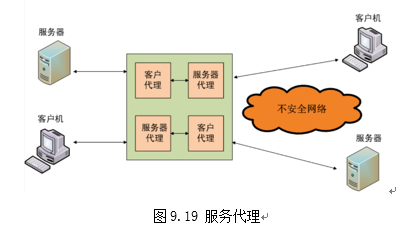 服务器
客户机
客户
代理
服务器
代理
不安全网络
客户机
服务器
代理
客户
代理
服务器
图 9.19 服务代理